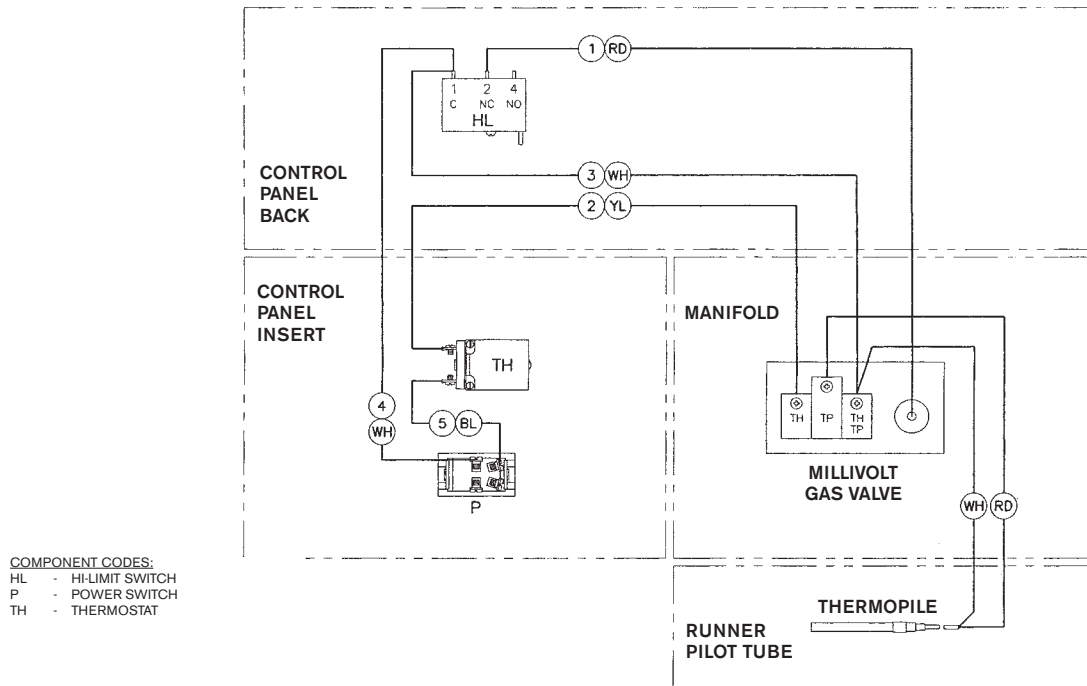 1 RD
1 2 4
C NC NO
HL
CONTROL
PANEL
BACK
3 WH
2 YL
CONTROL
PANEL
INSERT
MANIFOLD
TH
4
WH
5 BL
P
TH
TP
TH
TP
MILLIVOLT
GAS VALVE
WH RD
COMPONENT CODES:
HL - HI-LIMIT SWITCH
P - POWER SWITCH
TH - THERMOSTAT
THERMOPILE
RUNNER
PILOT TUBE